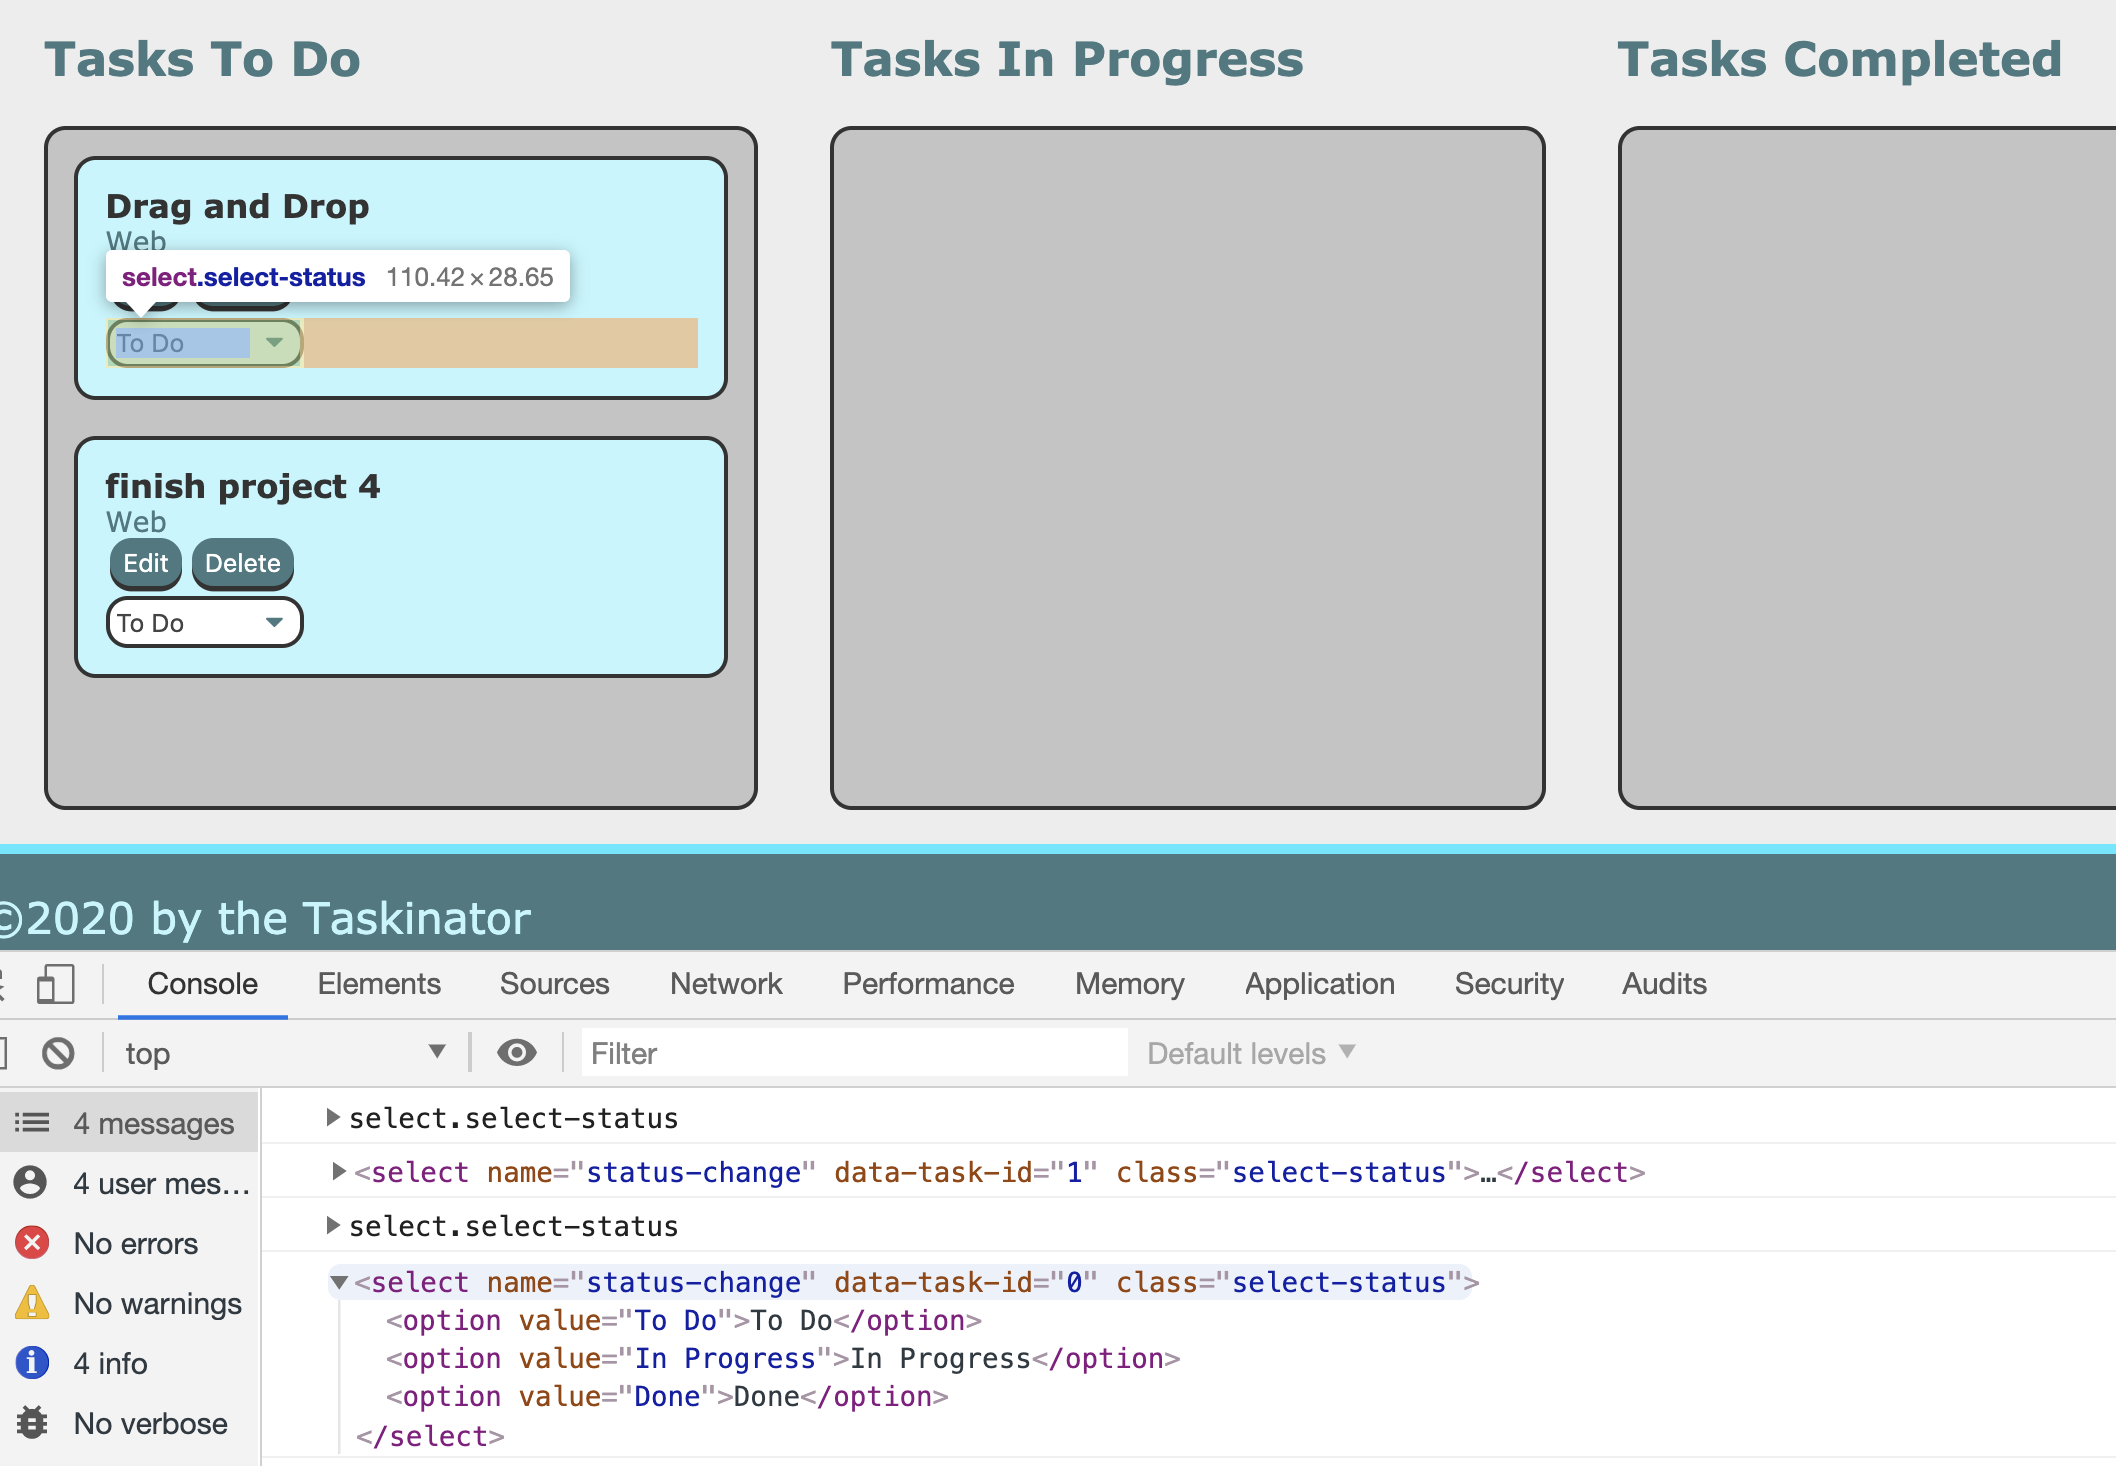 Tasks To Do
Tasks In Progress
Tasks Completed
Drag and Drop
Web
select.select-status 110.42×28.65
To Do
finish project 4
Web
Edit Delete
To Do
©2020 by the Taskinator
Console Elements Sources Network Performance Memory Application Security Audits
top Filter Default levels
4 messages
4 user mes…
No errors
No warnings
4 info
No verbose
select.select-status
<select name="status-change" data-task-id="1" class="select-status">…</select>
select.select-status
<select name="status-change" data-task-id="0" class="select-status">
<option value="To Do">To Do</option>
<option value="In Progress">In Progress</option>
<option value="Done">Done</option>
</select>